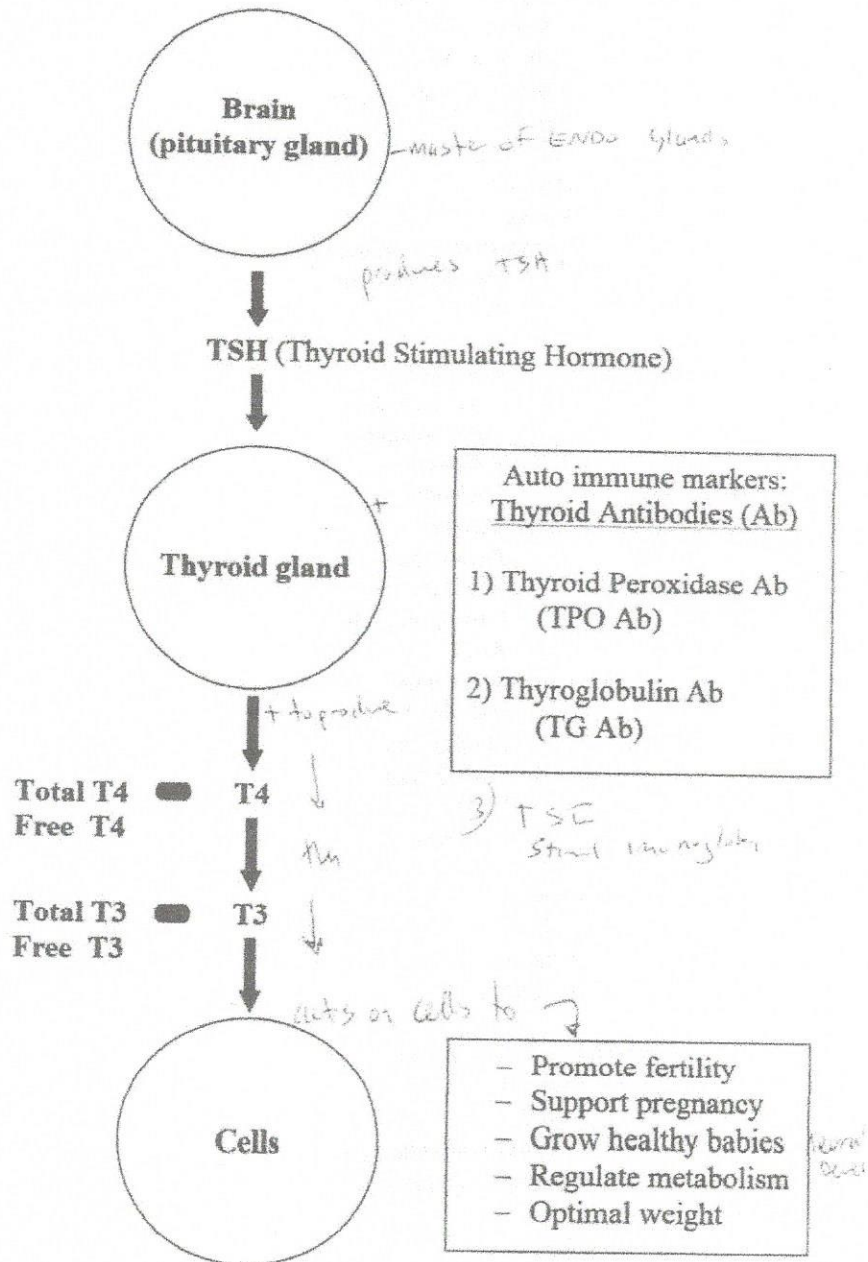 Brain
(pituitary gland)
of ENDO glands
produces TSH
TSH (Thyroid Stimulating Hormone)
Auto immune markers:
Thyroid Antibodies (Ab)
+
Thyroid gland
1) Thyroid Peroxidase Ab
(TPO Ab)
2) Thyroglobulin Ab
(TG Ab)
+ to produce
Total T4
T4
Free T4
3)
Total T3
T3
Free T3
acts on cells to
Cells
– Promote fertility
– Support pregnancy
– Grow healthy babies
– Regulate metabolism
– Optimal weight